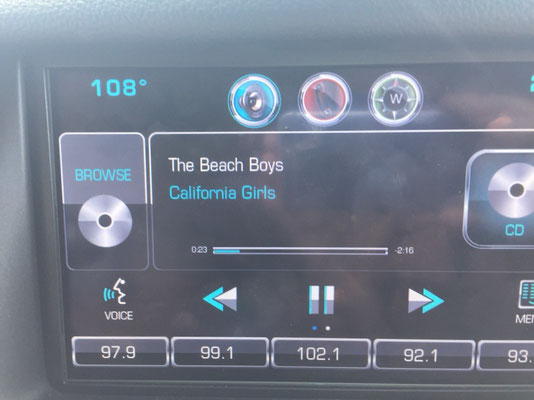 108°
W
The Beach Boys
BROWSE
California Girls
CD
0:23 -2:16
VOICE
97.9 99.1 102.1 92.1 93.